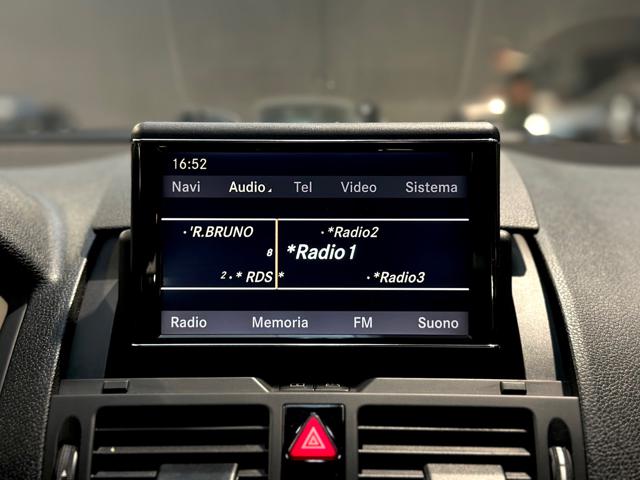 16:52
Navi Audio Tel Video Sistema
·'R.BRUNO ·*Radio2
8 *Radio1
2·* RDS * ·*Radio3
Radio Memoria FM Suono